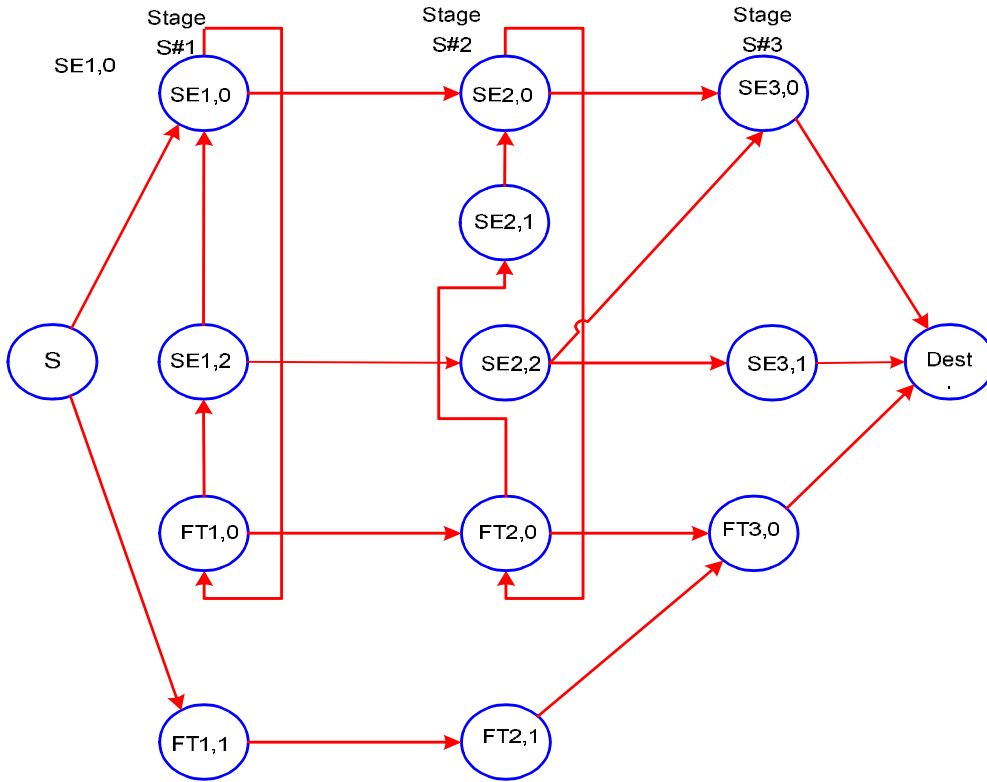 Stage
S#1
Stage
S#2
Stage
S#3
SE1,0
SE1,0
SE2,0
SE3,0
SE2,1
S
SE1,2
SE2,2
SE3,1
Dest
.
FT1,0
FT2,0
FT3,0
FT1,1
FT2,1